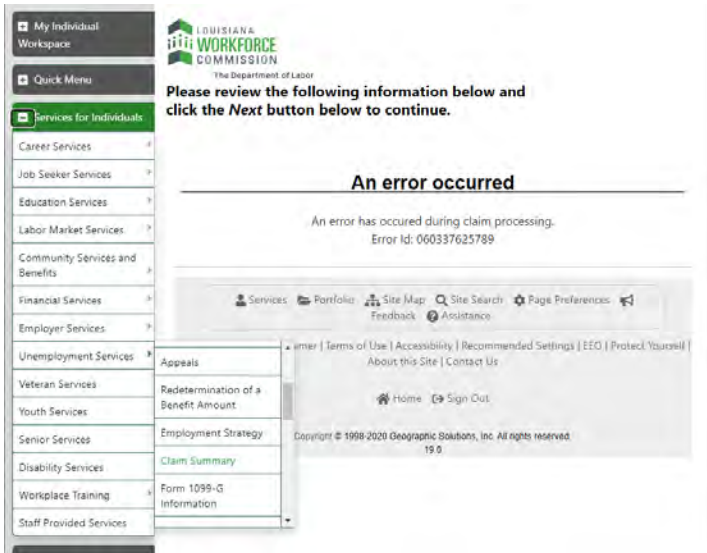 My Individual
Workspace
Quick Menu
Services for Individuals
Career Services
Job Seeker Services
Education Services
Labor Market Services
Community Services and
Benefits
Financial Services
Employer Services
Unemployment Services
Veteran Services
Youth Services
Senior Services
Disability Services
Workplace Training
Staff Provided Services
LOUISIANA
WORKFORCE
COMMISSION
The Department of Labor
Please review the following information below and
click the Next button below to continue.
An error occurred
An error has occured during claim processing.
Error Id: 060337625789
Services Portfolio Site Map Site Search Page Preferences
Feedback Assistance
| Terms of Use | Accessibility | Recommended Settings | EEO | Protect Yourself |
About this Site | Contact Us
Home Sign Out
Copyright © 1998-2020 Geographic Solutions, Inc. All rights reserved.
19.0
Appeals
Redetermination of a
Benefit Amount
Employment Strategy
Claim Summary
Form 1099-G
Information